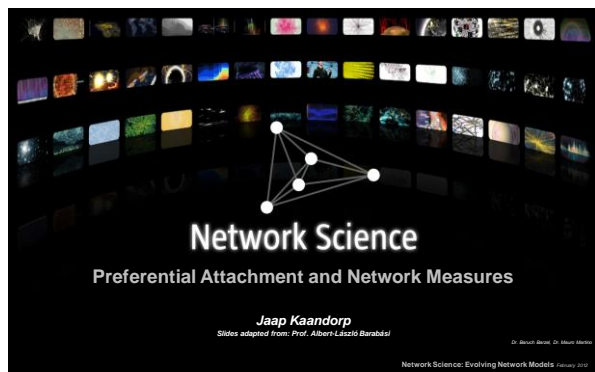 Network Science
Preferential Attachment and Network Measures
Jaap Kaandorp
Slides adapted from: Prof. Albert-László Barabási
Dr. Baruch Barzel, Dr. Mauro Martino
Network Science: Evolving Network Models February 2015